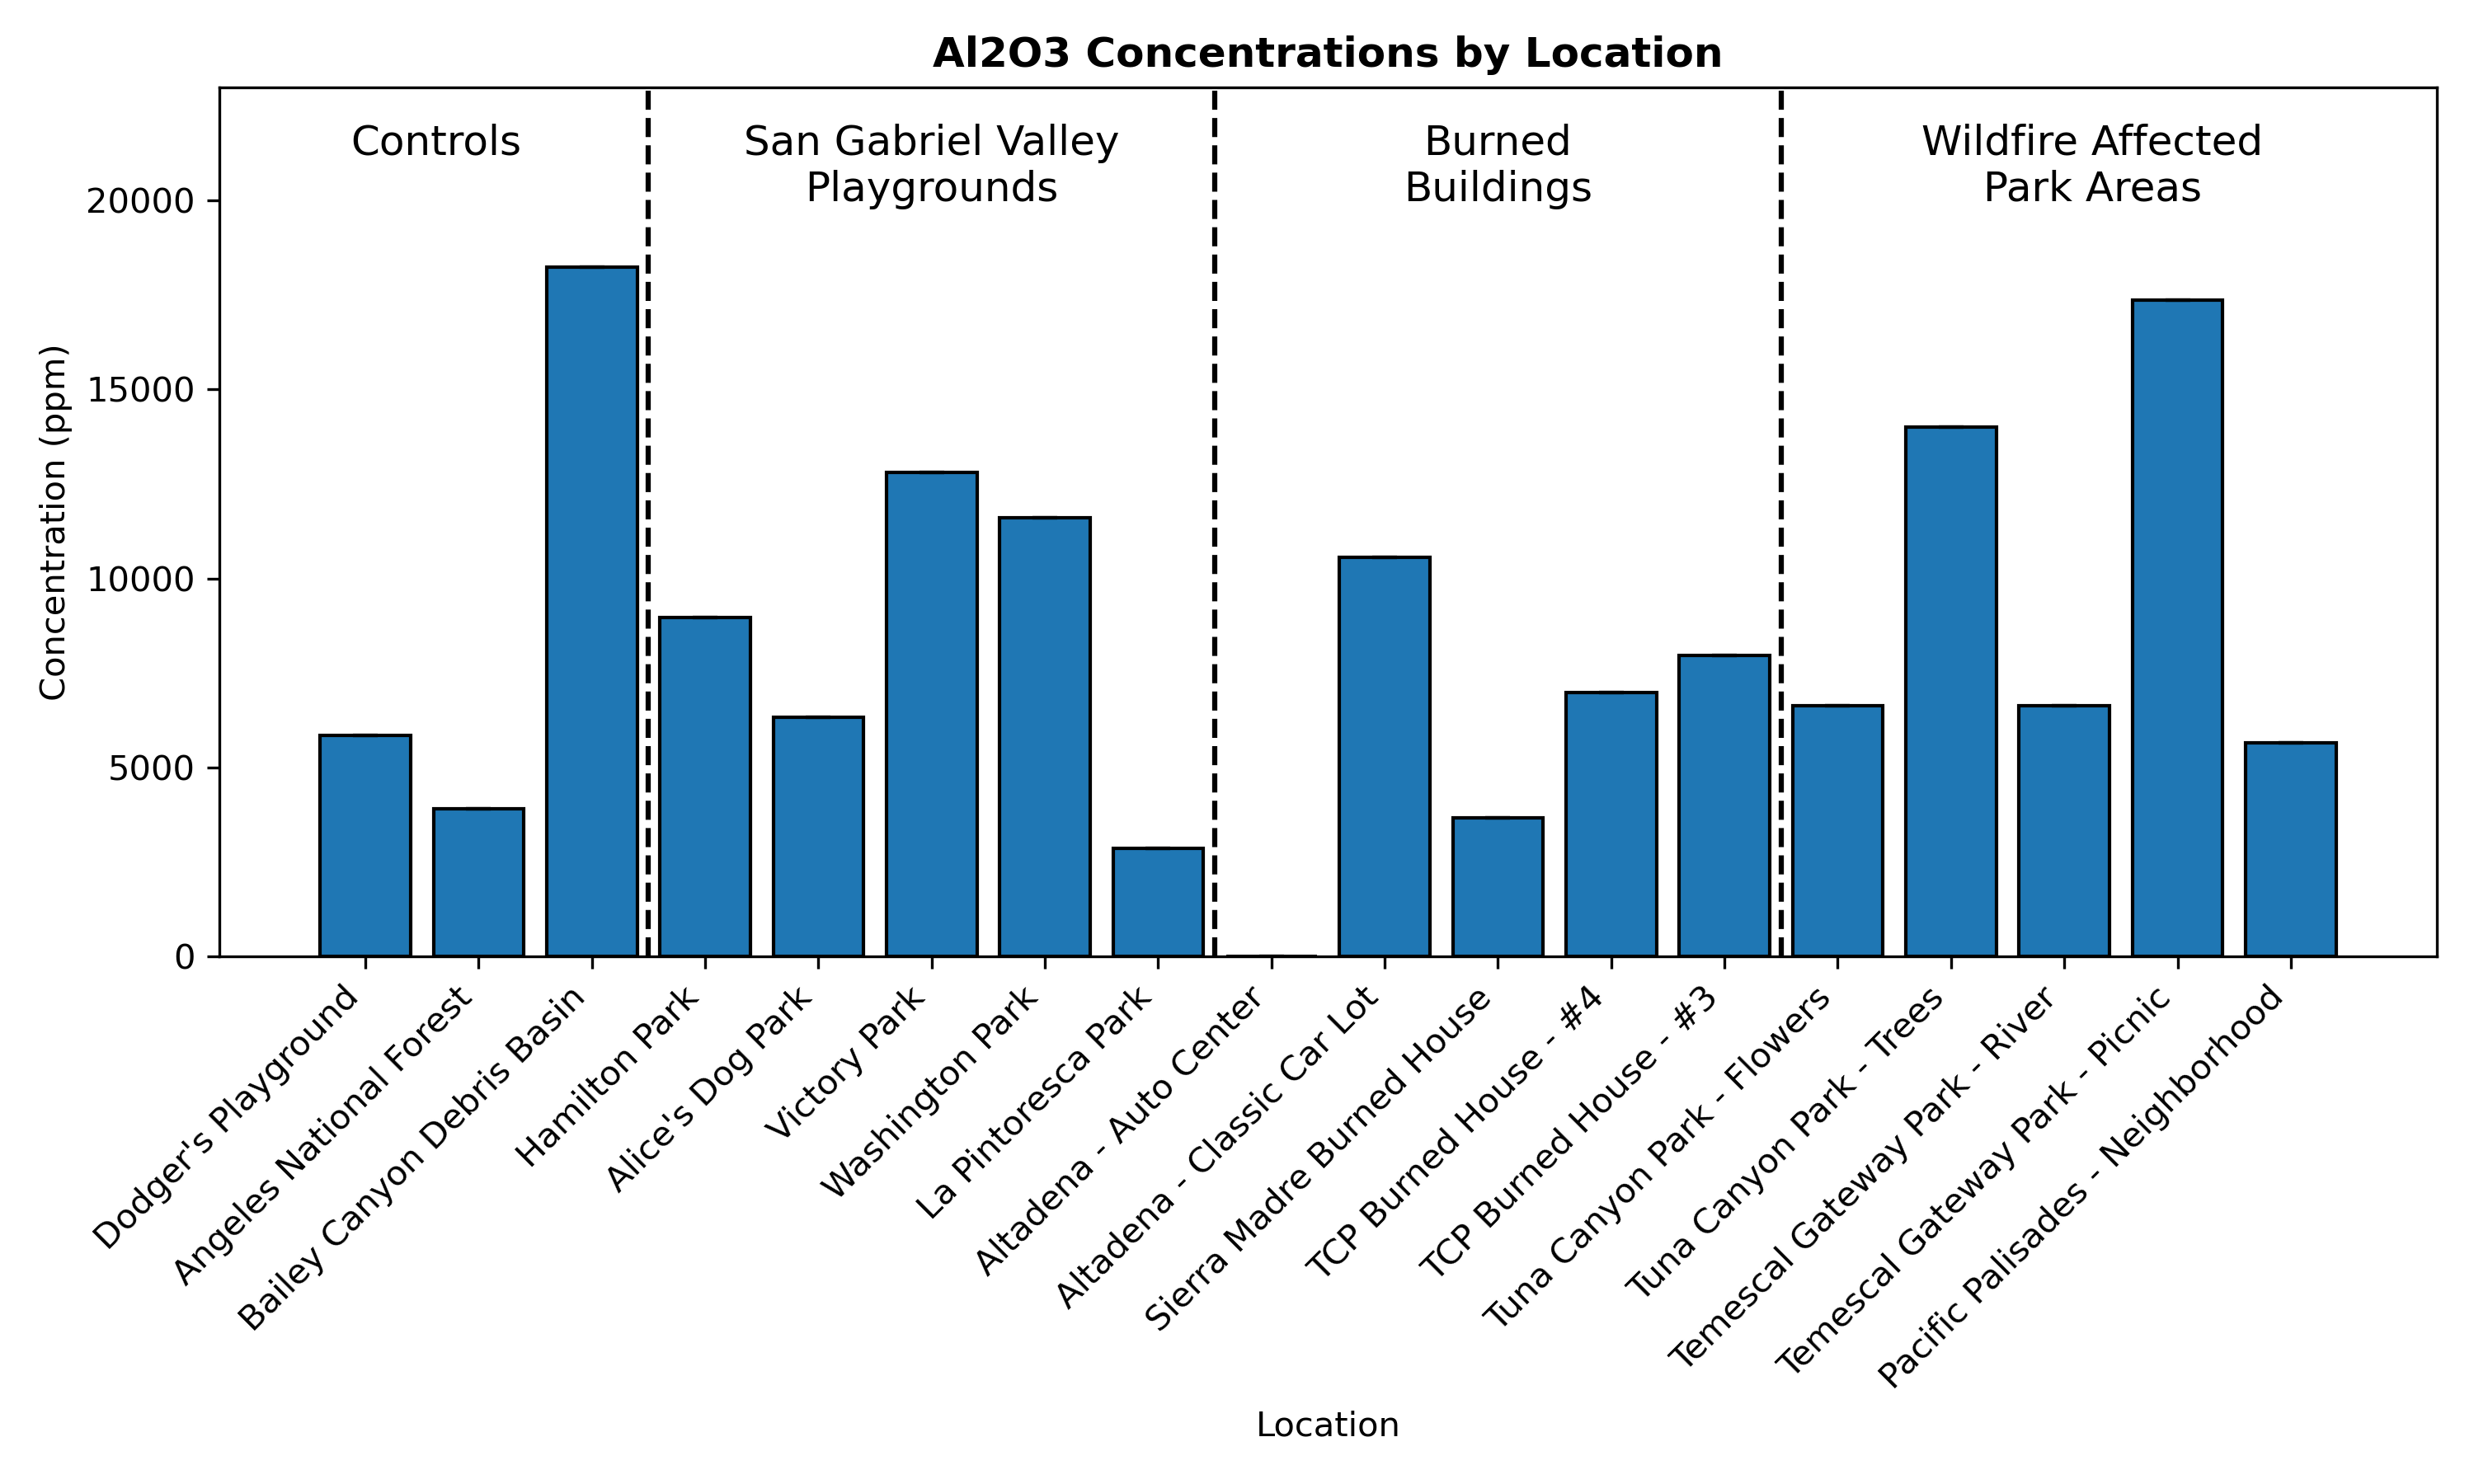 Al2O3 Concentrations by Location
Controls
San Gabriel Valley
Playgrounds
Burned
Buildings
Wildfire Affected
Park Areas
Concentration (ppm)
20000
15000
10000
5000
0
Dodger's Playground
Angeles National Forest
Bailey Canyon Debris Basin
Hamilton Park
Alice's Dog Park
Victory Park
Washington Park
La Pintoresca Park
Altadena - Auto Center
Altadena - Classic Car Lot
Sierra Madre Burned House
TCP Burned House - #4
TCP Burned House - #3
Tuna Canyon Park - Flowers
Tuna Canyon Park - Trees
Temescal Gateway Park - River
Temescal Gateway Park - Picnic
Pacific Palisades - Neighborhood
Location